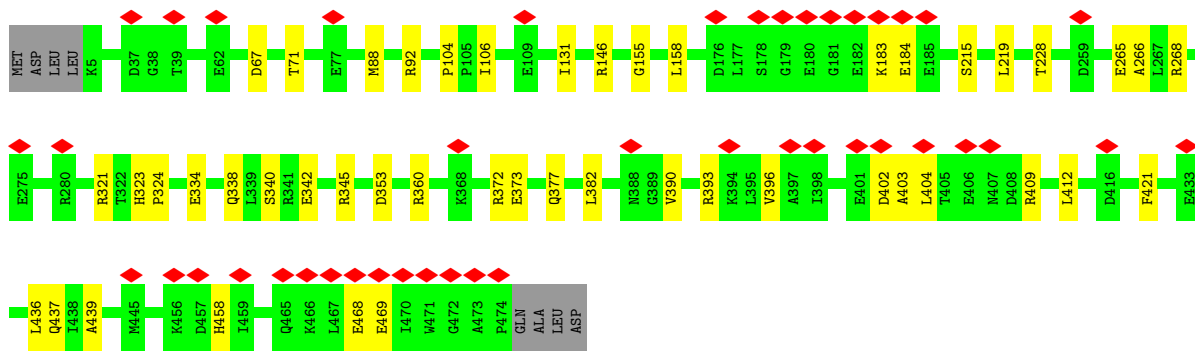 MET ASP LEU LEU K5 D37 G38 T39 E62 D67 T71 E77 M88 R92 P104 P105 I106 E109 I131 R146 G155 L158 D176 L177 S178 G179 E180 G181 E182 K183 E184 E185 S215 L219 T228 D259 E265 A266 L267 R268
E275 R280 R321 T322 H323 P324 E334 Q338 L339 S340 R341 E342 R345 D353 R360 K368 R372 E373 Q377 L382 N388 G389 V390 R393 K394 L395 V396 A397 I398 E401 D402 A403 L404 T405 E406 N407 D408 R409 L412 D416 F421 E433
L436 Q437 I438 A439 M445 K456 D457 H458 I459 Q465 K466 L467 E468 E469 I470 W471 G472 A473 P474 GLN ALA LEU ASP